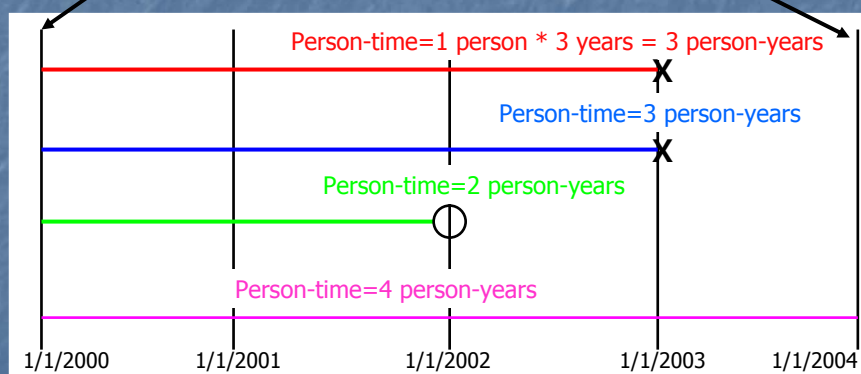 Person-time=1 person * 3 years = 3 person-years
X
Person-time=3 person-years
X
Person-time=2 person-years
Person-time=4 person-years
1/1/2000 1/1/2001 1/1/2002 1/1/2003 1/1/2004